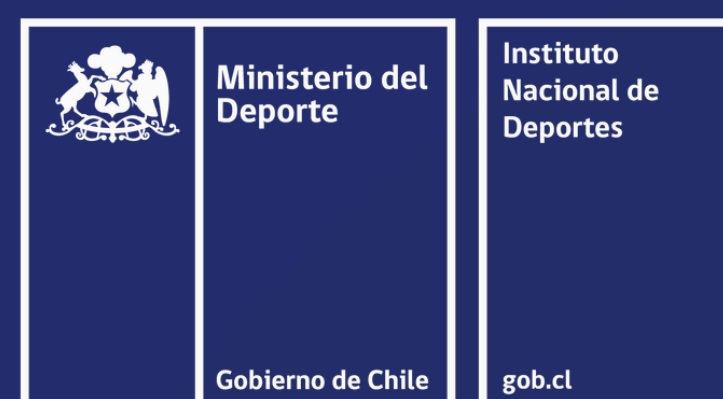 Ministerio del
Deporte
Gobierno de Chile
Instituto
Nacional de
Deportes
gob.cl